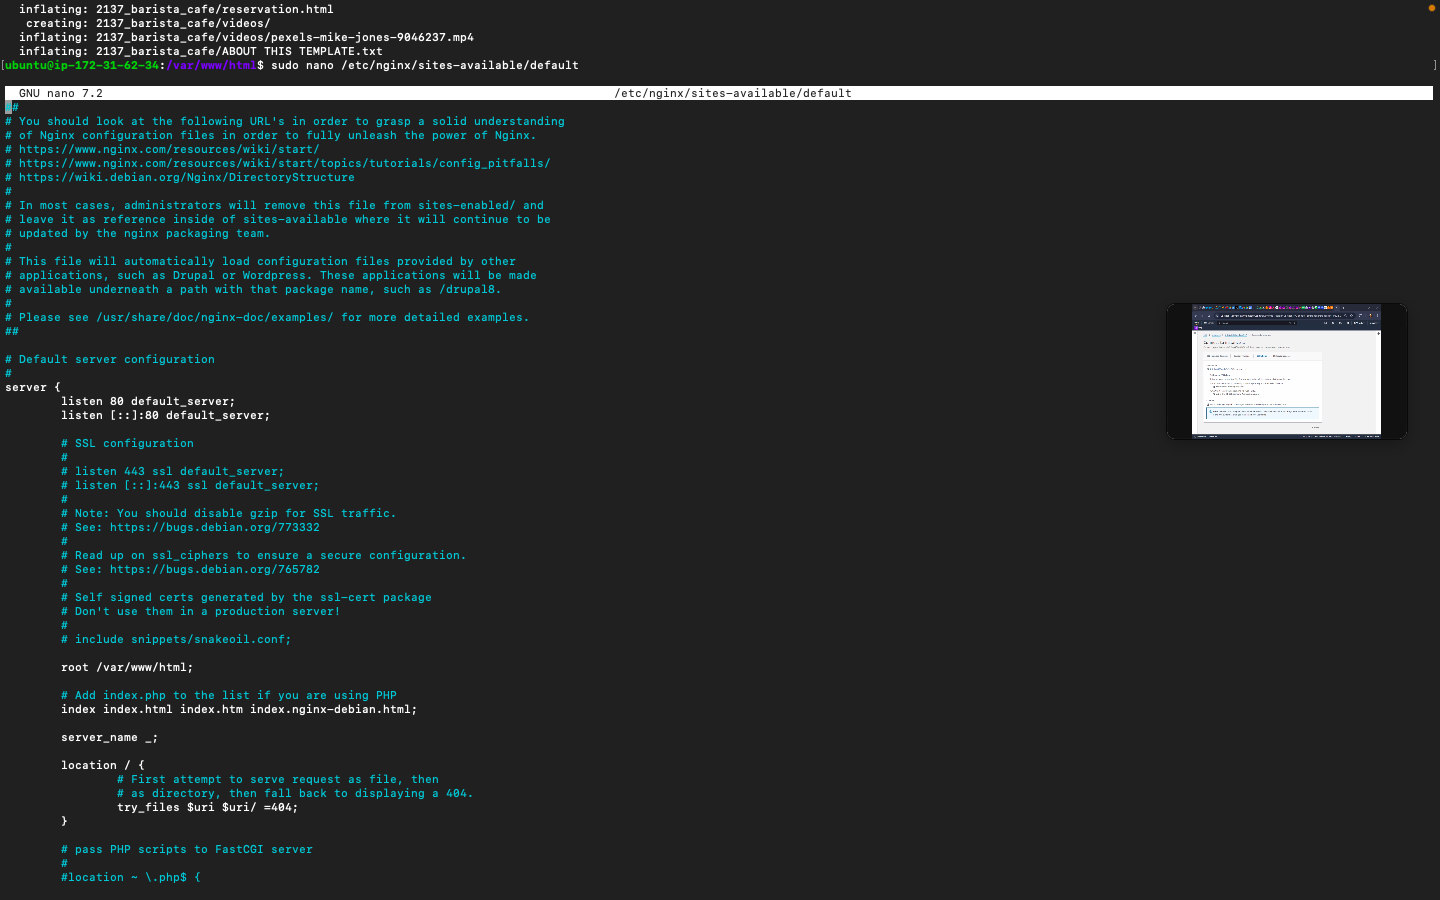 inflating: 2137_barista_cafe/reservation.html
creating: 2137_barista_cafe/videos/
inflating: 2137_barista_cafe/videos/pexels-mike-jones-9046237.mp4
inflating: 2137_barista_cafe/ABOUT THIS TEMPLATE.txt
[ubuntu@ip-172-31-62-34:/var/www/html$ sudo nano /etc/nginx/sites-available/default ]
GNU nano 7.2 /etc/nginx/sites-available/default
##
# You should look at the following URL's in order to grasp a solid understanding
# of Nginx configuration files in order to fully unleash the power of Nginx.
# https://www.nginx.com/resources/wiki/start/
# https://www.nginx.com/resources/wiki/start/topics/tutorials/config_pitfalls/
# https://wiki.debian.org/Nginx/DirectoryStructure
#
# In most cases, administrators will remove this file from sites-enabled/ and
# leave it as reference inside of sites-available where it will continue to be
# updated by the nginx packaging team.
#
# This file will automatically load configuration files provided by other
# applications, such as Drupal or Wordpress. These applications will be made
# available underneath a path with that package name, such as /drupal8.
#
# Please see /usr/share/doc/nginx-doc/examples/ for more detailed examples.
##
# Default server configuration
#
server {
listen 80 default_server;
listen [::]:80 default_server;
# SSL configuration
#
# listen 443 ssl default_server;
# listen [::]:443 ssl default_server;
#
# Note: You should disable gzip for SSL traffic.
# See: https://bugs.debian.org/773332
#
# Read up on ssl_ciphers to ensure a secure configuration.
# See: https://bugs.debian.org/765782
#
# Self signed certs generated by the ssl-cert package
# Don't use them in a production server!
#
# include snippets/snakeoil.conf;
root /var/www/html;
# Add index.php to the list if you are using PHP
index index.html index.htm index.nginx-debian.html;
server_name _;
location / {
# First attempt to serve request as file, then
# as directory, then fall back to displaying a 404.
try_files $uri $uri/ =404;
}
# pass PHP scripts to FastCGI server
#
#location ~ \.php$ {